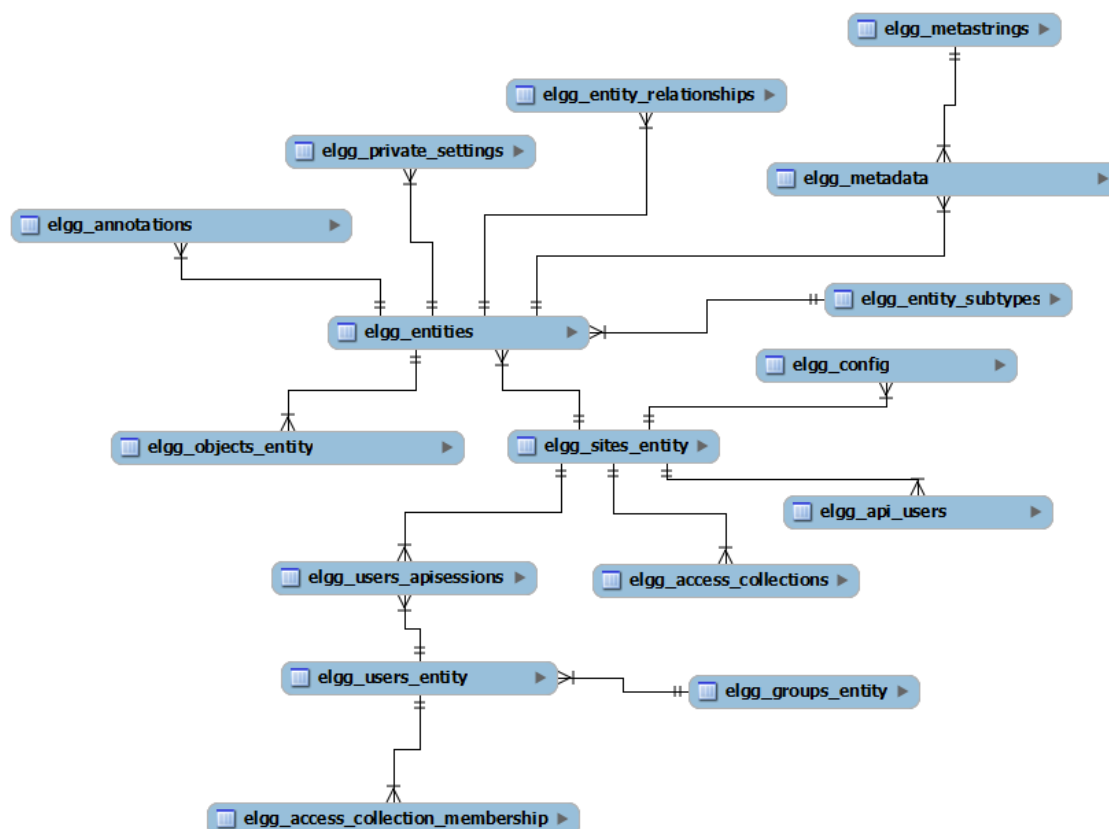 elgg_metastrings
elgg_entity_relationships
elgg_private_settings
elgg_metadata
elgg_annotations
elgg_entity_subtypes
elgg_entities
elgg_config
elgg_objects_entity
elgg_sites_entity
elgg_api_users
elgg_users_apisessions
elgg_access_collections
elgg_users_entity
elgg_groups_entity
elgg_access_collection_membership